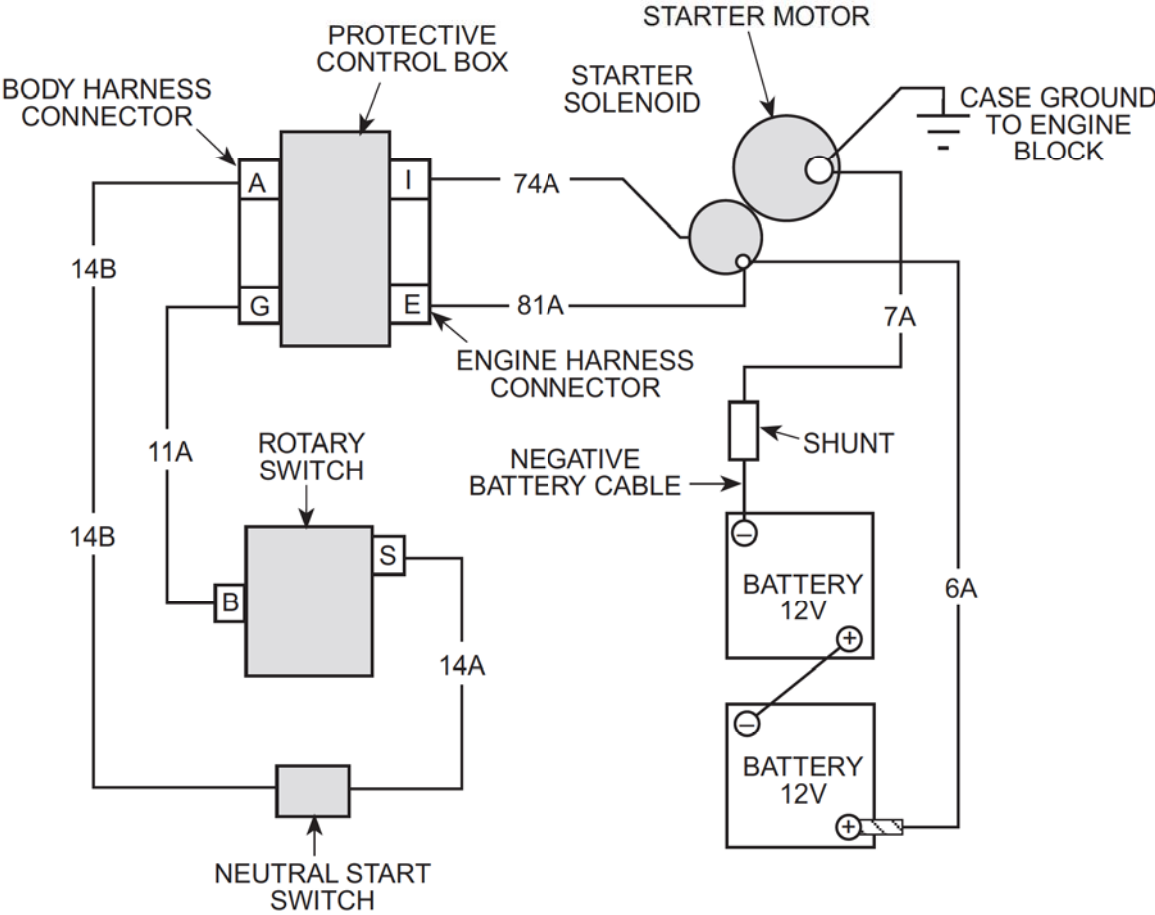 STARTER MOTOR
PROTECTIVE
CONTROL BOX
STARTER
SOLENOID
BODY HARNESS
CONNECTOR
CASE GROUND
TO ENGINE
BLOCK
A
I
74A
14B
G
E
81A
7A
ENGINE HARNESS
CONNECTOR
11A
ROTARY
SWITCH
SHUNT
NEGATIVE
BATTERY CABLE
14B
S
B
BATTERY
12V
6A
14A
BATTERY
12V
NEUTRAL START
SWITCH